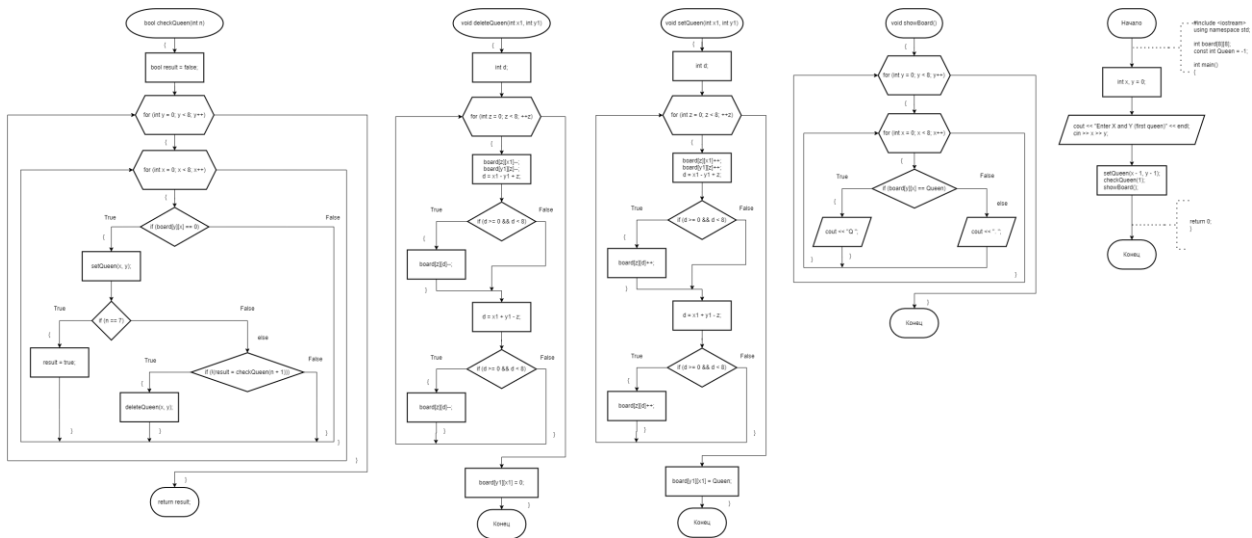 bool checkQueen(int n)
{
bool result = false;
for (int y = 0; y < 8; y++)
{
for (int x = 0; x < 8; x++)
{
True
False
if (board[y][x] == 0)
{
setQueen(x, y);
True
False
if (n == 7)
{
else
result = true;
True
False
if (!(result = checkQueen(n + 1)))
{
deleteQueen(x, y);
}
}
}
}
}
}
return result;
void deleteQueen(int x1, int y1)
{
int d;
for (int z = 0; z < 8; ++z)
{
board[z][x1]--;
board[y1][z]--;
d = x1 - y1 + z;
True
False
if (d >= 0 && d < 8)
{
board[z][d]--;
}
d = x1 + y1 - z;
True
False
if (d >= 0 && d < 8)
{
board[z][d]--;
}
}
board[y1][x1] = 0;
}
Конец
void setQueen(int x1, int y1)
{
int d;
for (int z = 0; z < 8; ++z)
{
board[z][x1]++;
board[y1][z]++;
d = x1 - y1 + z;
True
False
if (d >= 0 && d < 8)
{
board[z][d]++;
}
d = x1 + y1 - z;
True
False
if (d >= 0 && d < 8)
{
board[z][d]++;
}
}
board[y1][x1] = Queen;
}
Конец
void showBoard()
{
for (int y = 0; y < 8; y++)
{
for (int x = 0; x < 8; x++)
{
True
False
if (board[y][x] == Queen)
{
else
cout << "Q ";
cout << ". ";
}
}
}
}
Конец
Начало
#include <iostream>
using namespace std;
int board[8][8];
const int Queen = -1;
int main()
{
int x, y = 0;
cout << "Enter X and Y (first queen)" << endl;
cin >> x >> y;
setQueen(x - 1, y - 1);
checkQueen(1);
showBoard();
return 0;
}
Конец